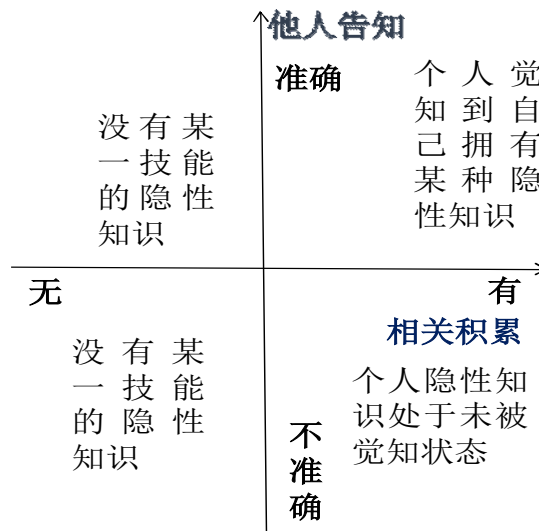 他人告知
准确
个人觉
知到自
己拥有
某种隐
性知识
没有某
一技能
的隐性
知识
无
有
相关积累
没有某
一技能
的隐性
知识
不
准
确
个人隐性知
识处于未被
觉知状态